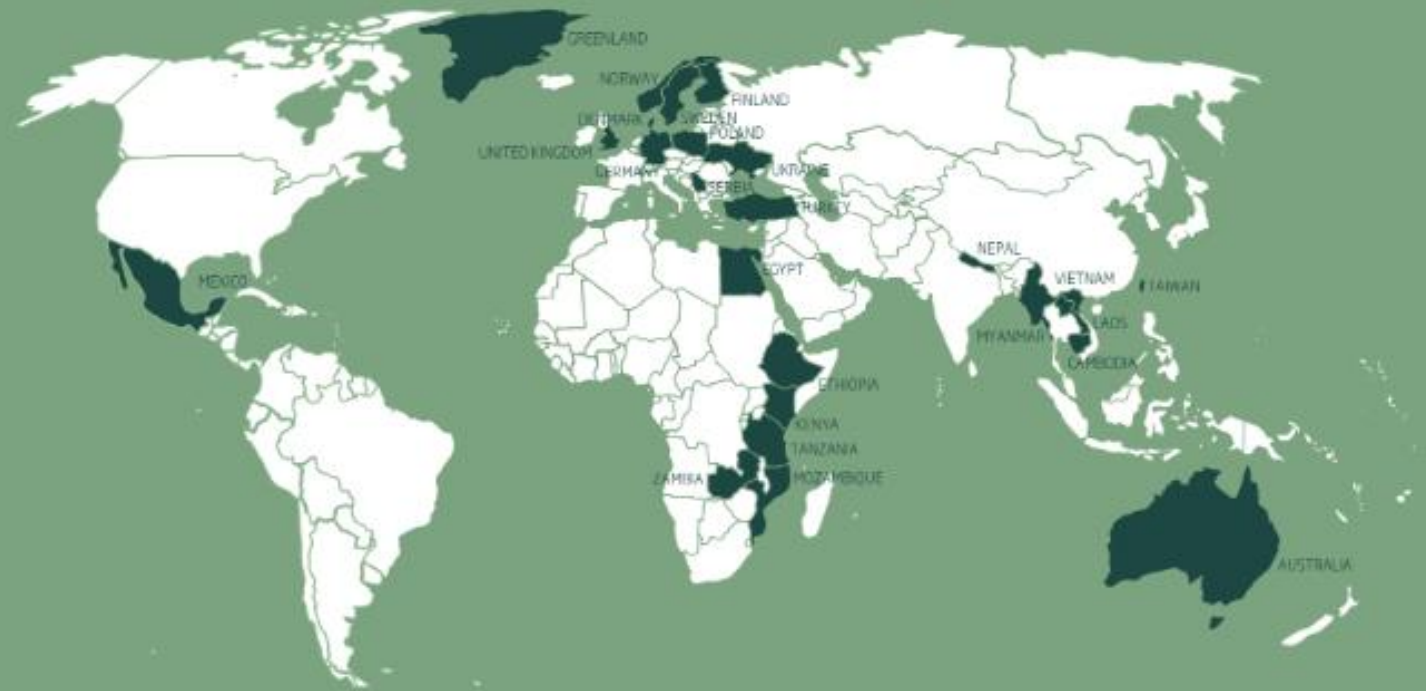 GREENLAND
NORWAY
FINLAND
DENMARK
SWEDEN
POLAND
UNITED KINGDOM
GERMANY
UKRAINE
SERBIA
TURKEY
NEPAL
EGYPT
VIETNAM
MEXICO
TAIWAN
LAOS
MYANMAR
CAMBODIA
ETHIOPIA
KENYA
TANZANIA
ZAMBIA
MOZAMBIQUE
AUSTRALIA